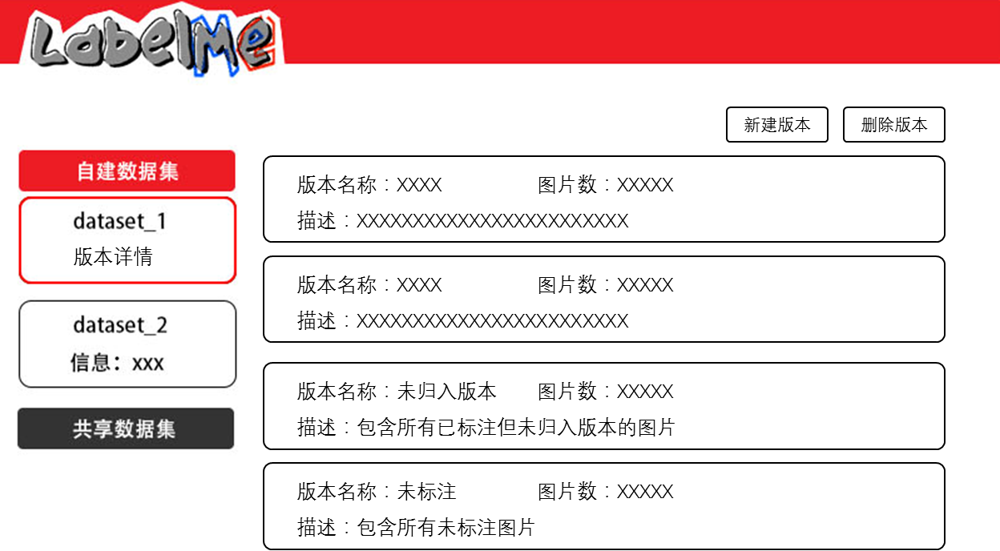 LabelMe
新建版本 删除版本
自建数据集
dataset_1
版本详情
dataset_2
信息：xxx
共享数据集
版本名称：XXXX 图片数：XXXXX
描述：XXXXXXXXXXXXXXXXXXXXXXXX
版本名称：XXXX 图片数：XXXXX
描述：XXXXXXXXXXXXXXXXXXXXXXXX
版本名称：未归入版本 图片数：XXXXX
描述：包含所有已标注但未归入版本的图片
版本名称：未标注 图片数：XXXXX
描述：包含所有未标注图片